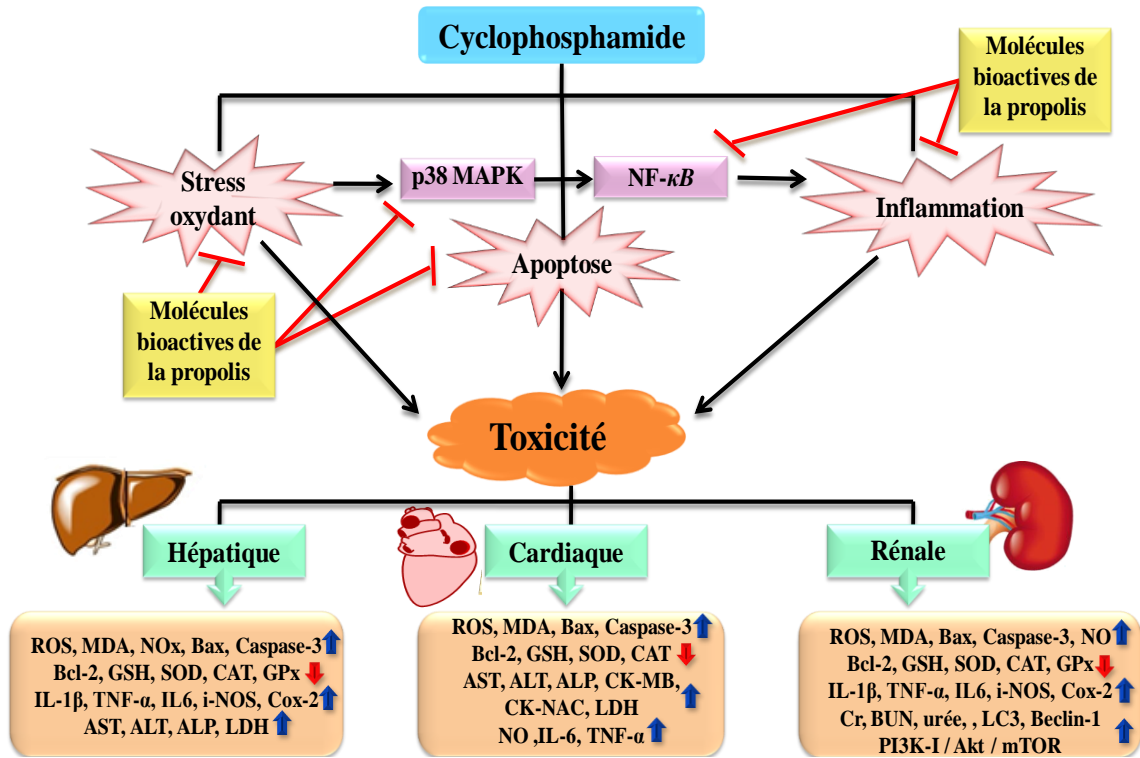 Cyclophosphamide
Molécules
bioactives de
la propolis
Stress
oxydant
p38 MAPK
NF-κB
Inflammation
Apoptose
Molécules
bioactives de
la propolis
Toxicité
Hépatique
Cardiaque
Rénale
ROS, MDA, NOx, Bax, Caspase-3
Bcl-2, GSH, SOD, CAT, GPx
IL-1β, TNF-α, IL6, i-NOS, Cox-2
AST, ALT, ALP, LDH
ROS, MDA, Bax, Caspase-3
Bcl-2, GSH, SOD, CAT
AST, ALT, ALP, CK-MB,
CK-NAC, LDH
NO ,IL-6, TNF-α
ROS, MDA, Bax, Caspase-3, NO
Bcl-2, GSH, SOD, CAT, GPx
IL-1β, TNF-α, IL6, i-NOS, Cox-2
Cr, BUN, urée, , LC3, Beclin-1
PI3K-I / Akt / mTOR